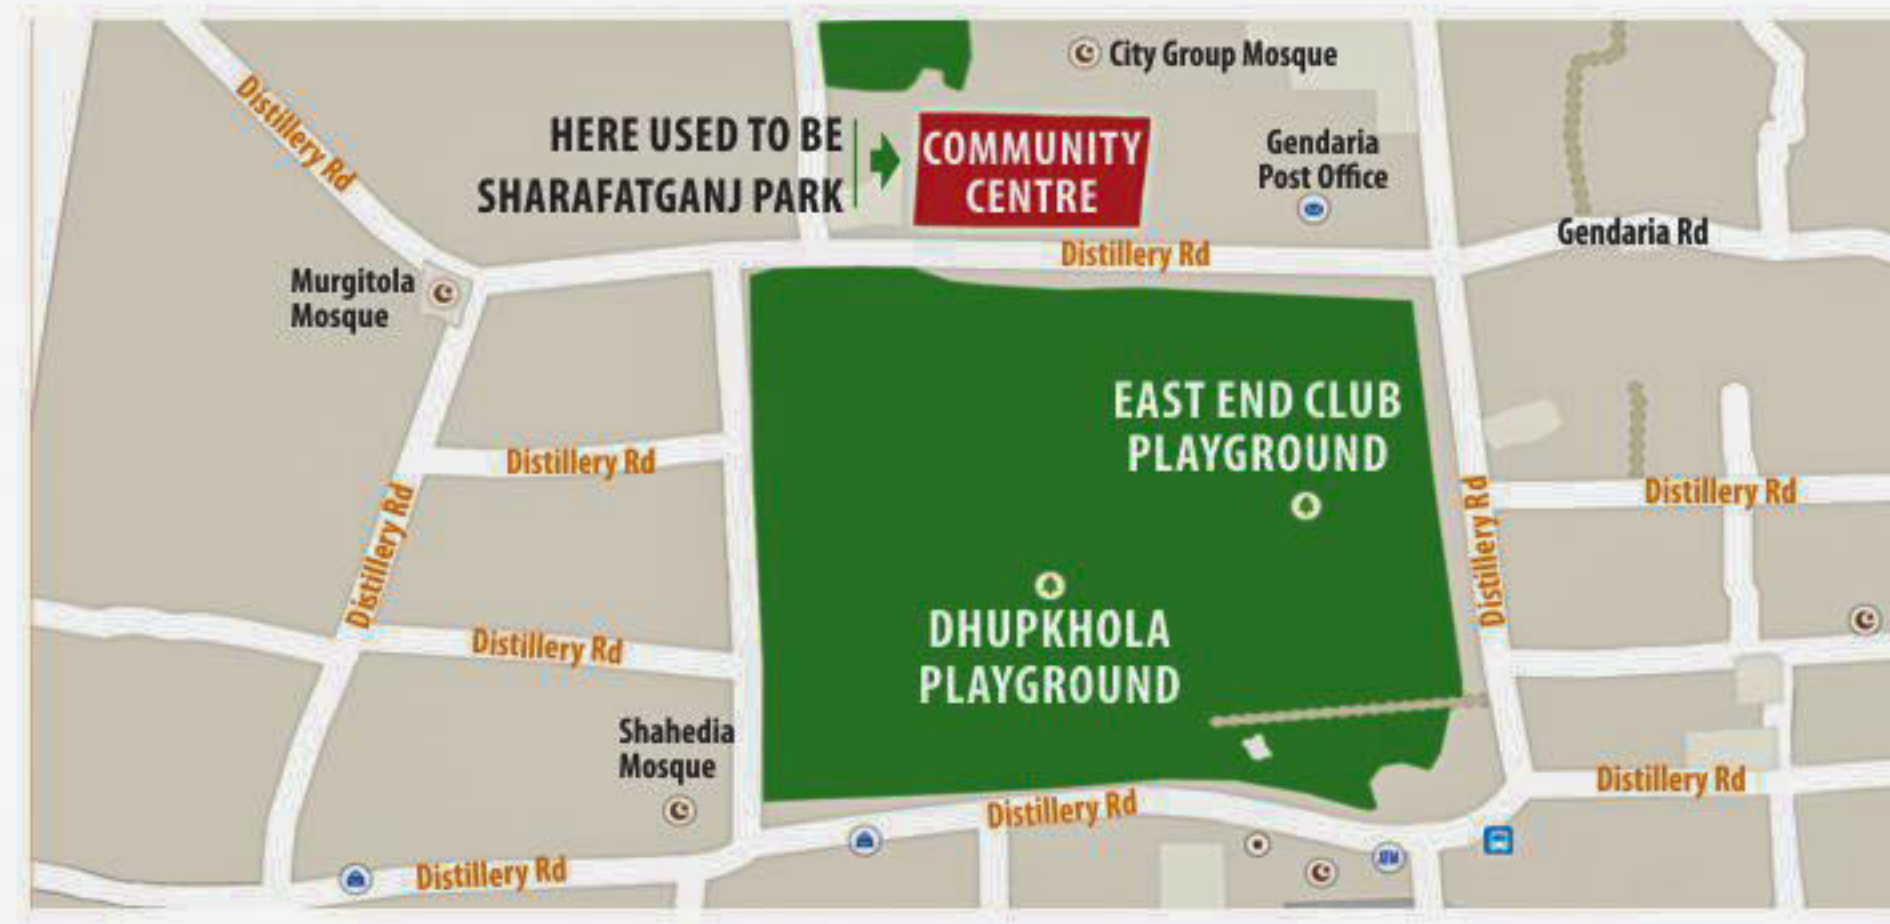 City Group Mosque
Distillery Rd
HERE USED TO BE
SHARAFATGANJ PARK
COMMUNITY
CENTRE
Gendaria
Post Office
Gendaria Rd
Distillery Rd
Murgitola
Mosque
EAST END CLUB
PLAYGROUND
Distillery Rd
Distillery Rd
Distillery Rd
Distillery Rd
DHUPKHOLA
PLAYGROUND
Distillery Rd
Shahedia
Mosque
Distillery Rd
Distillery Rd
Distillery Rd